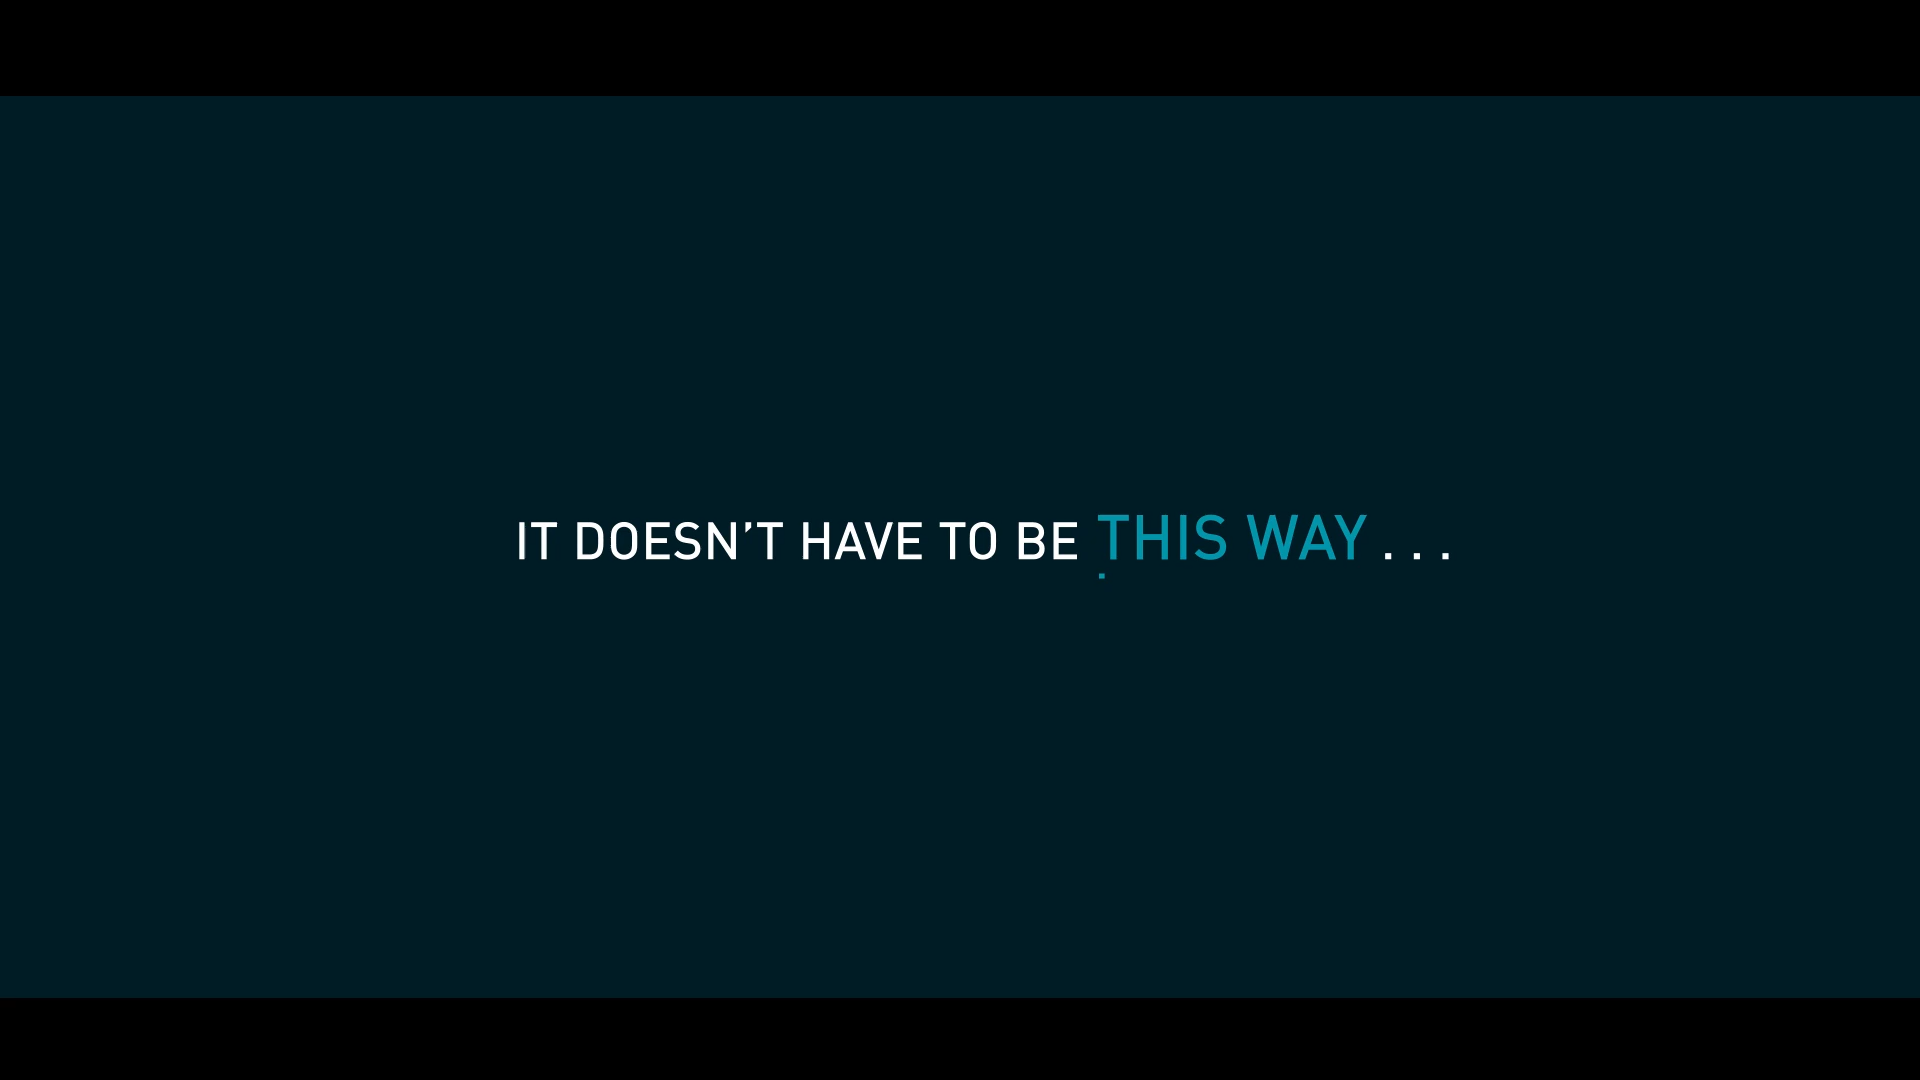 IT DOESN’T HAVE TO BE THIS WAY . . .